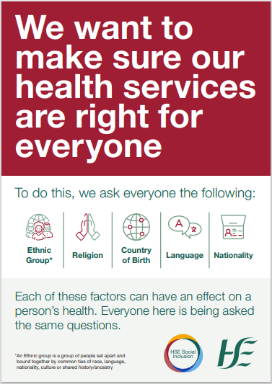 We want to
make sure our
health services
are right for
everyone
To do this, we ask everyone the following:
Ethnic
Group*
Religion
Country
of Birth
Language
Nationality
Each of these factors can have an effect on a
person's health. Everyone here is being asked
the same questions.
*An Ethnic group is a group of people set apart and
bound together by common ties of race, language,
nationality, culture or shared history/ancestry
HSE Social
Inclusion